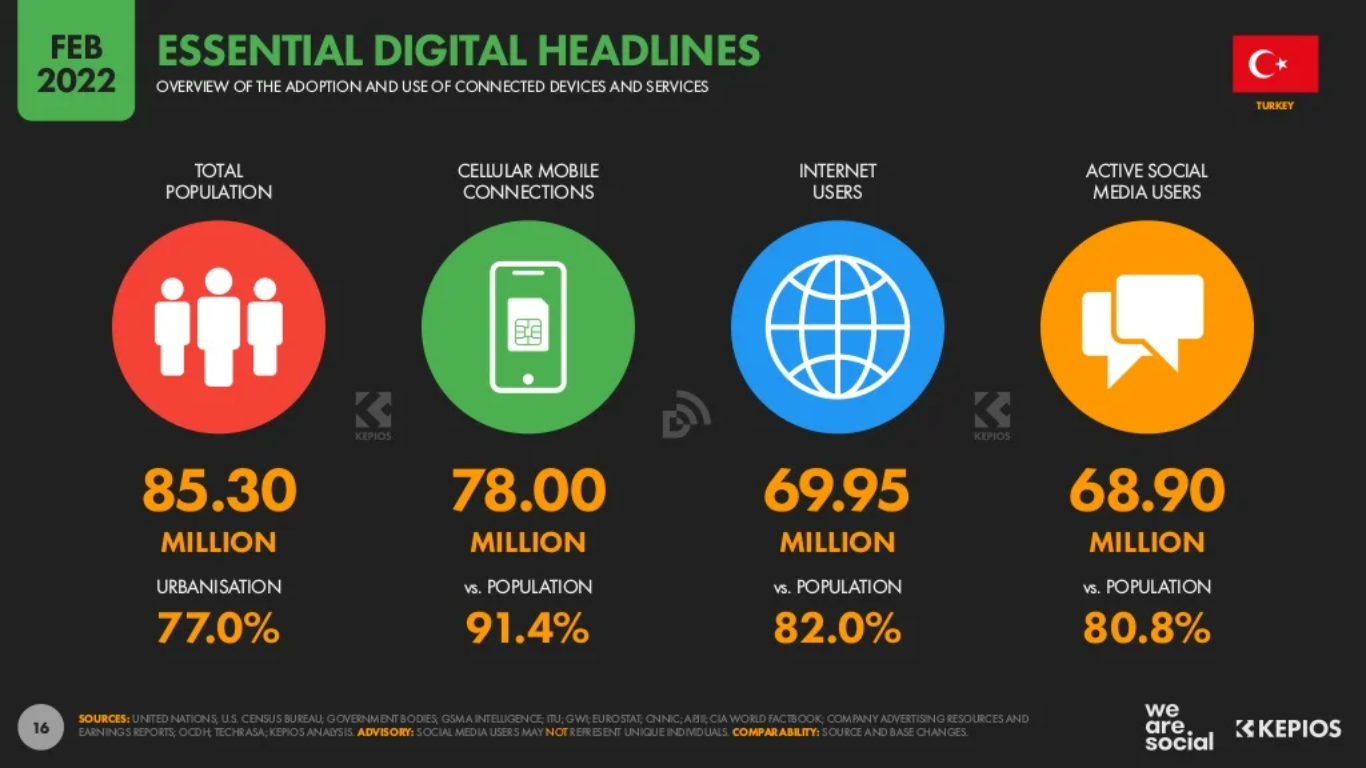 FEB
2022
ESSENTIAL DIGITAL HEADLINES
OVERVIEW OF THE ADOPTION AND USE OF CONNECTED DEVICES AND SERVICES
TURKEY
TOTAL
POPULATION
CELLULAR MOBILE
CONNECTIONS
INTERNET
USERS
ACTIVE SOCIAL
MEDIA USERS
KEPIOS
KEPIOS
85.30
MILLION
URBANISATION
77.0%
78.00
MILLION
vs. POPULATION
91.4%
69.95
MILLION
vs. POPULATION
82.0%
68.90
MILLION
vs. POPULATION
80.8%
16
SOURCES: UNITED NATIONS; U.S. CENSUS BUREAU; GOVERNMENT BODIES; GSMA INTELLIGENCE; ITU; GWI; EUROSTAT; CNNIC; APJII; CIA WORLD FACTBOOK; COMPANY ADVERTISING RESOURCES AND
EARNINGS REPORTS; OCDH; TECHRASA; KEPIOS ANALYSIS. ADVISORY: SOCIAL MEDIA USERS MAY NOT REPRESENT UNIQUE INDIVIDUALS. COMPARABILITY: SOURCE AND BASE CHANGES.
we
are.
social
KEPIOS